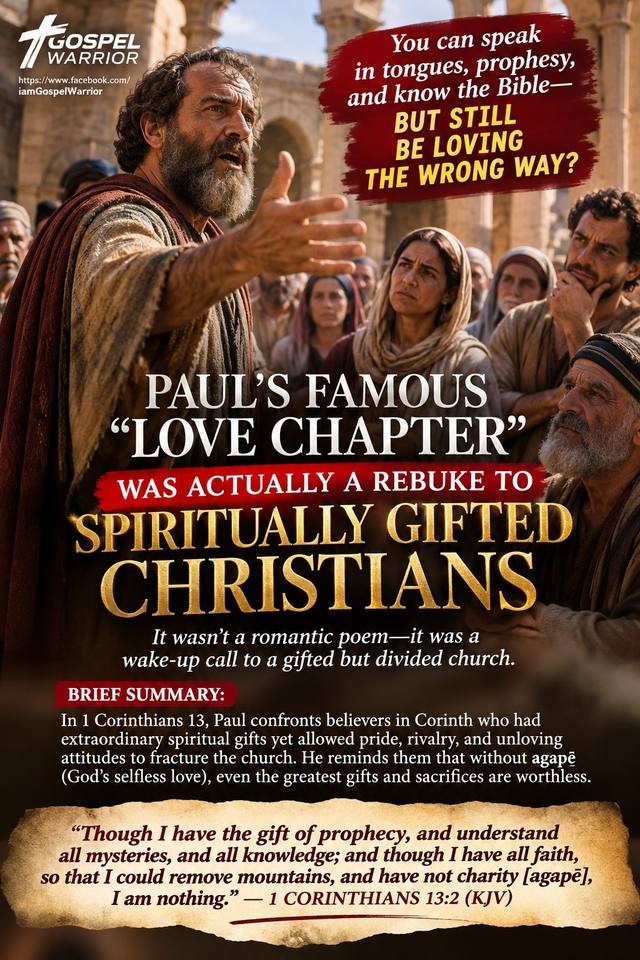 GOSPEL
WARRIOR
https://www.facebook.com/
iamGospelWarrior
You can speak
in tongues, prophesy,
and know the Bible—
BUT STILL
BE LOVING
THE WRONG WAY?
PAUL'S FAMOUS
“LOVE CHAPTER”
WAS ACTUALLY A REBUKE TO
SPIRITUALLY GIFTED
CHRISTIANS
It wasn't a romantic poem—it was a
wake-up call to a gifted but divided church.
BRIEF SUMMARY:
In 1 Corinthians 13, Paul confronts believers in Corinth who had
extraordinary spiritual gifts yet allowed pride, rivalry, and unloving
attitudes to fracture the church. He reminds them that without agapē
(God's selfless love), even the greatest gifts and sacrifices are worthless.
“Though I have the gift of prophecy, and understand
all mysteries, and all knowledge; and though I have all faith,
so that I could remove mountains, and have not charity [agapē],
I am nothing.” — 1 CORINTHIANS 13:2 (KJV)